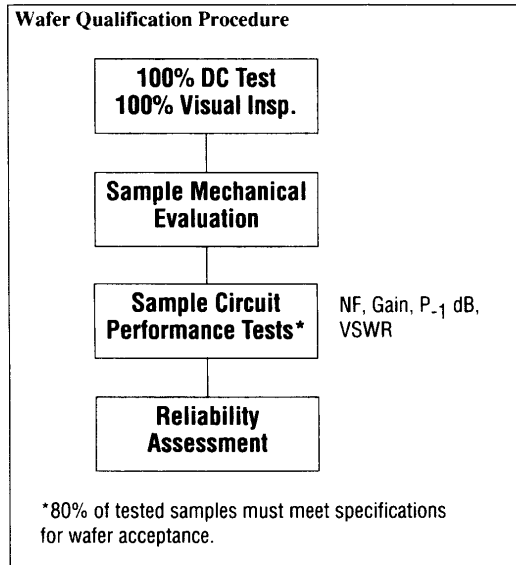 Wafer Qualification Procedure
100% DC Test
100% Visual Insp.
Sample Mechanical
Evaluation
Sample Circuit
Performance Tests*
NF, Gain, P-1 dB,
VSWR
Reliability
Assessment
*80% of tested samples must meet specifications
for wafer acceptance.